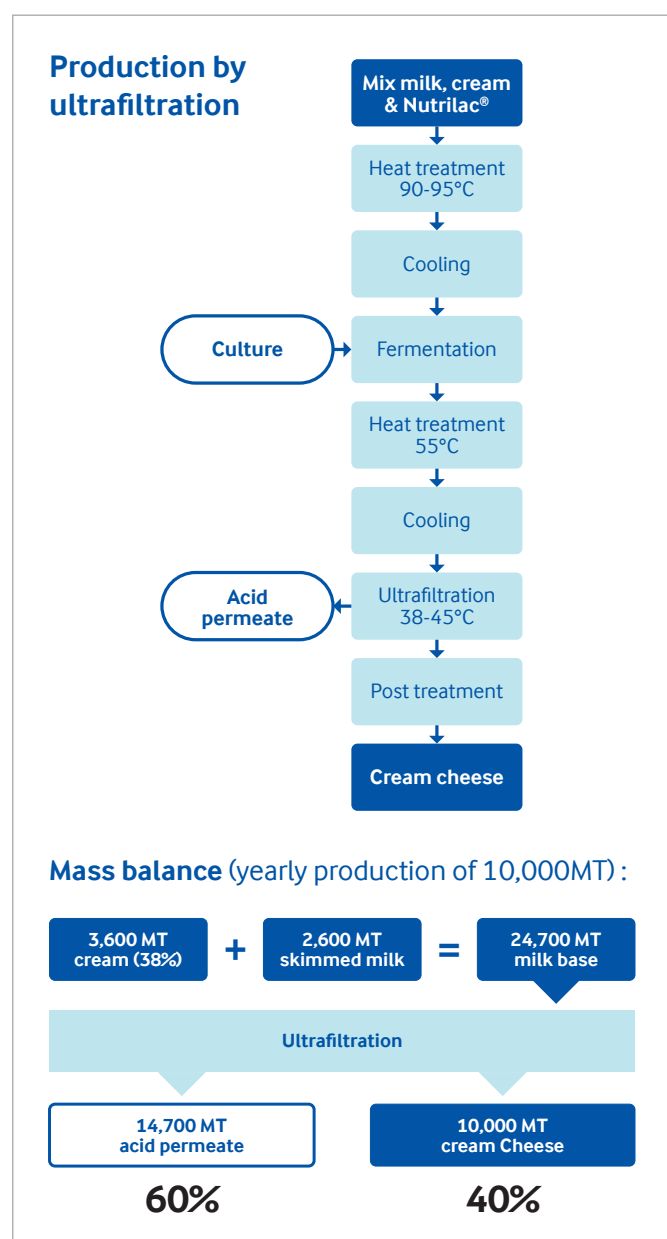 Production by
ultrafiltration
Mix milk, cream
& Nutrilac®
Heat treatment
90-95°C
Cooling
Culture
Fermentation
Heat treatment
55°C
Cooling
Acid
permeate
Ultrafiltration
38-45°C
Post treatment
Cream cheese
Mass balance (yearly production of 10,000MT) :
3,600 MT
cream (38%)
+
2,600 MT
skimmed milk
=
24,700 MT
milk base
Ultrafiltration
14,700 MT
acid permeate
10,000 MT
cream Cheese
60%
40%